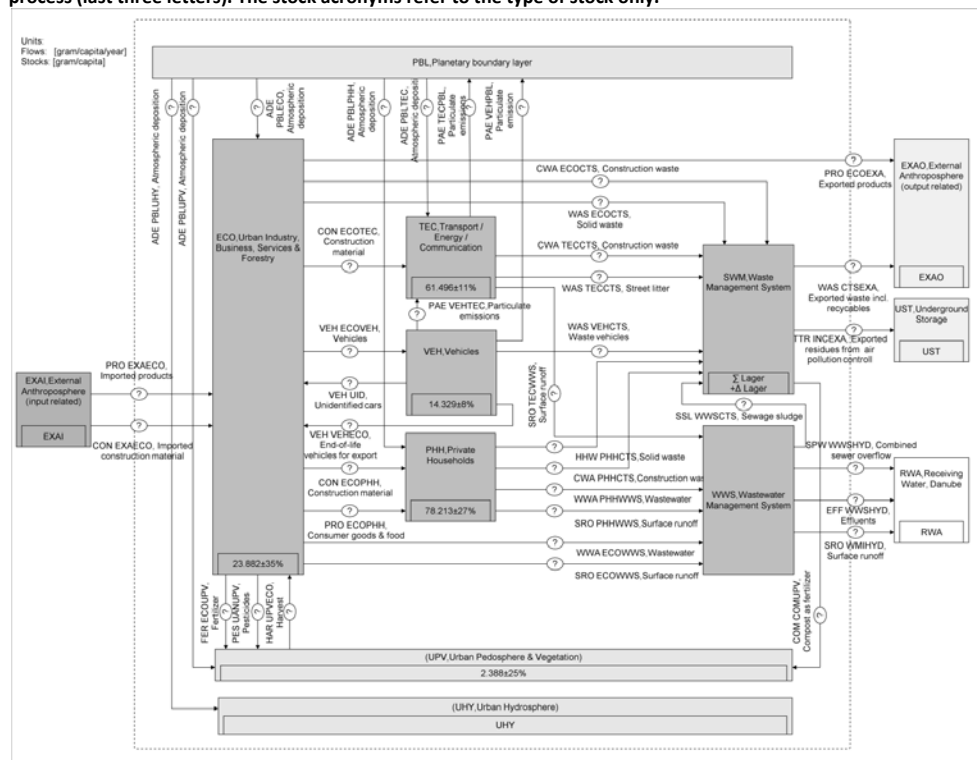 process (last three letters). The stock acronyms refer to the type of stock only.
Units:
Flows: [gram/capita/year]
Stocks: [gram/capita]
PBL,Planetary boundary layer
ADE PBLUHY, Atmospheric deposition
ADE PBLUPV, Atmospheric deposition
ADE
PBLECO,
Atmospheric
deposition
ADE PBLPHH,
Atmospheric
deposition
ADE PBLTEC,
Atmospheric
deposition
PAE TECPBL,
Particulate
emissions
PAE VEHPBL,
Particulate
emission
?
?
?
?
?
?
?
ECO,Urban Industry,
Business, Services &
Forestry
23.882±35%
CWA ECOCTS, Construction waste
?
?
PRO ECOEXA,
Exported products
?
WAS ECOCTS,
Solid waste
EXAO,External
Anthroposphere
(output related)
EXAO
CON ECOTEC,
Construction
material
?
TEC,Transport /
Energy /
Communication
61.496±11%
CWA TECCTS, Construction waste
?
?
WAS TECCTS, Street litter
SWM,Waste
Management System
∑ Lager
+Δ Lager
?
WAS CTSEXA,
Exported waste incl.
recycables
UST,Underground
Storage
UST
?
TTR INCEXA, Exported
residues from air
pollution controll
PAE VEHTEC,Particulate
emissions
?
VEH ECOVEH,
Vehicles
?
VEH,Vehicles
14.329±8%
WAS VEHCTS,
Waste vehicles
?
?
VEH UID,
Unidentified cars
SRO TECWWS,
Surface runoff
?
PRO EXAECO,
Imported products
?
EXAI,External
Anthroposphere
(input related)
EXAI
?
CON EXAECO, Imported
construction material
?
VEH VEHECO,
End-of-life
vehicles for export
?
SSL WWSCTS, Sewage sludge
PHH,Private
Households
78.213±27%
?
CON ECOPHH,
Construction material
?
PRO ECOPHH,
Consumer goods & food
?
HHW PHHCTS, Solid waste
?
CWA PHHCTS,Construction was
?
WWA PHHWWS, Wastewater
?
SRO PHHWWS, Surface runoff
?
WWA ECOWWS,Wastewater
?
SRO ECOWWS,Surface runoff
WWS,Wastewater
Management System
SPW WWSHYD, Combined
sewer overflow
?
?
EFF WWSHYD,
Effluents
?
SRO WMIHYD,
Surface runoff
RWA,Receiving
Water, Danube
RWA
FER ECOUPV,
Fertilizer
?
PES UANUPV,
Pesticides
?
HAR UPVECO,
Harvest
?
COM COMUPV,
Compost as fertilizer
?
(UPV,Urban Pedosphere & Vegetation)
2.388±25%
(UHY,Urban Hydrosphere)
UHY